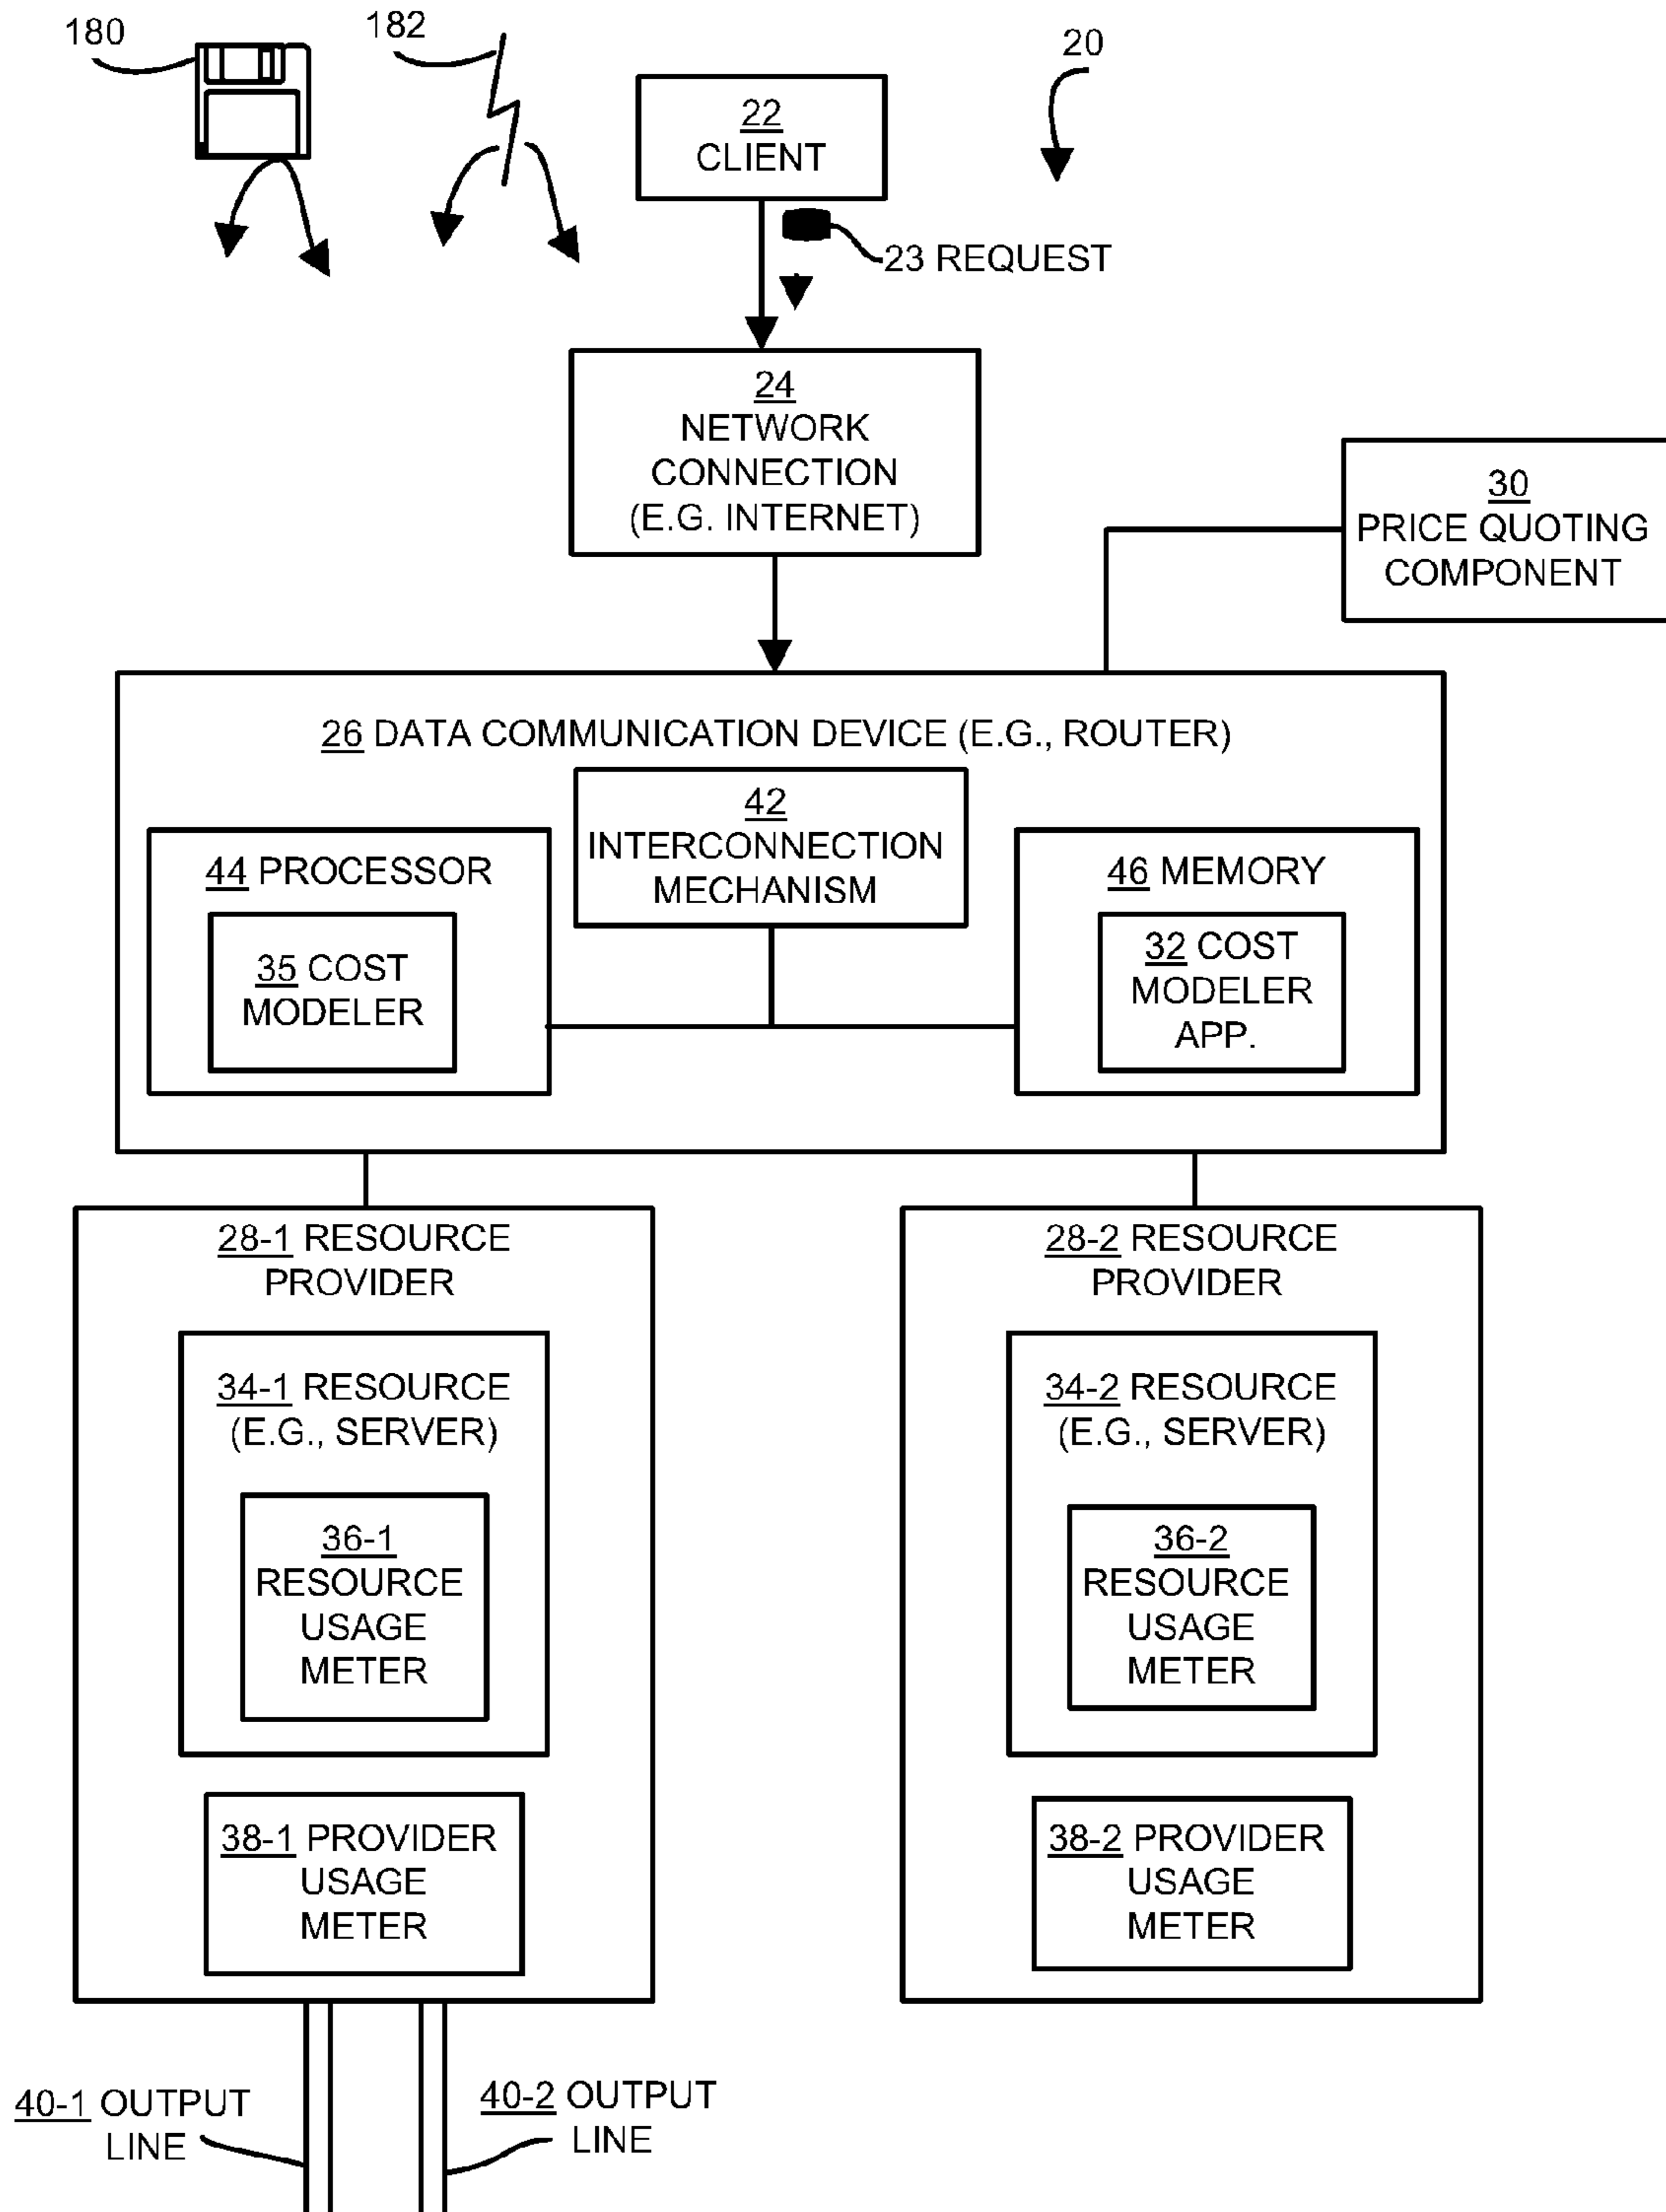 180
182
20
22
CLIENT
23 REQUEST
24
NETWORK
CONNECTION
(E.G. INTERNET)
30
PRICE QUOTING
COMPONENT
26 DATA COMMUNICATION DEVICE (E.G., ROUTER)
42
INTERCONNECTION
MECHANISM
44 PROCESSOR
35 COST
MODELER
46 MEMORY
32 COST
MODELER
APP.
28-1 RESOURCE
PROVIDER
34-1 RESOURCE
(E.G., SERVER)
36-1
RESOURCE
USAGE
METER
38-1 PROVIDER
USAGE
METER
28-2 RESOURCE
PROVIDER
34-2 RESOURCE
(E.G., SERVER)
36-2
RESOURCE
USAGE
METER
38-2 PROVIDER
USAGE
METER
40-1 OUTPUT
LINE
40-2 OUTPUT
LINE